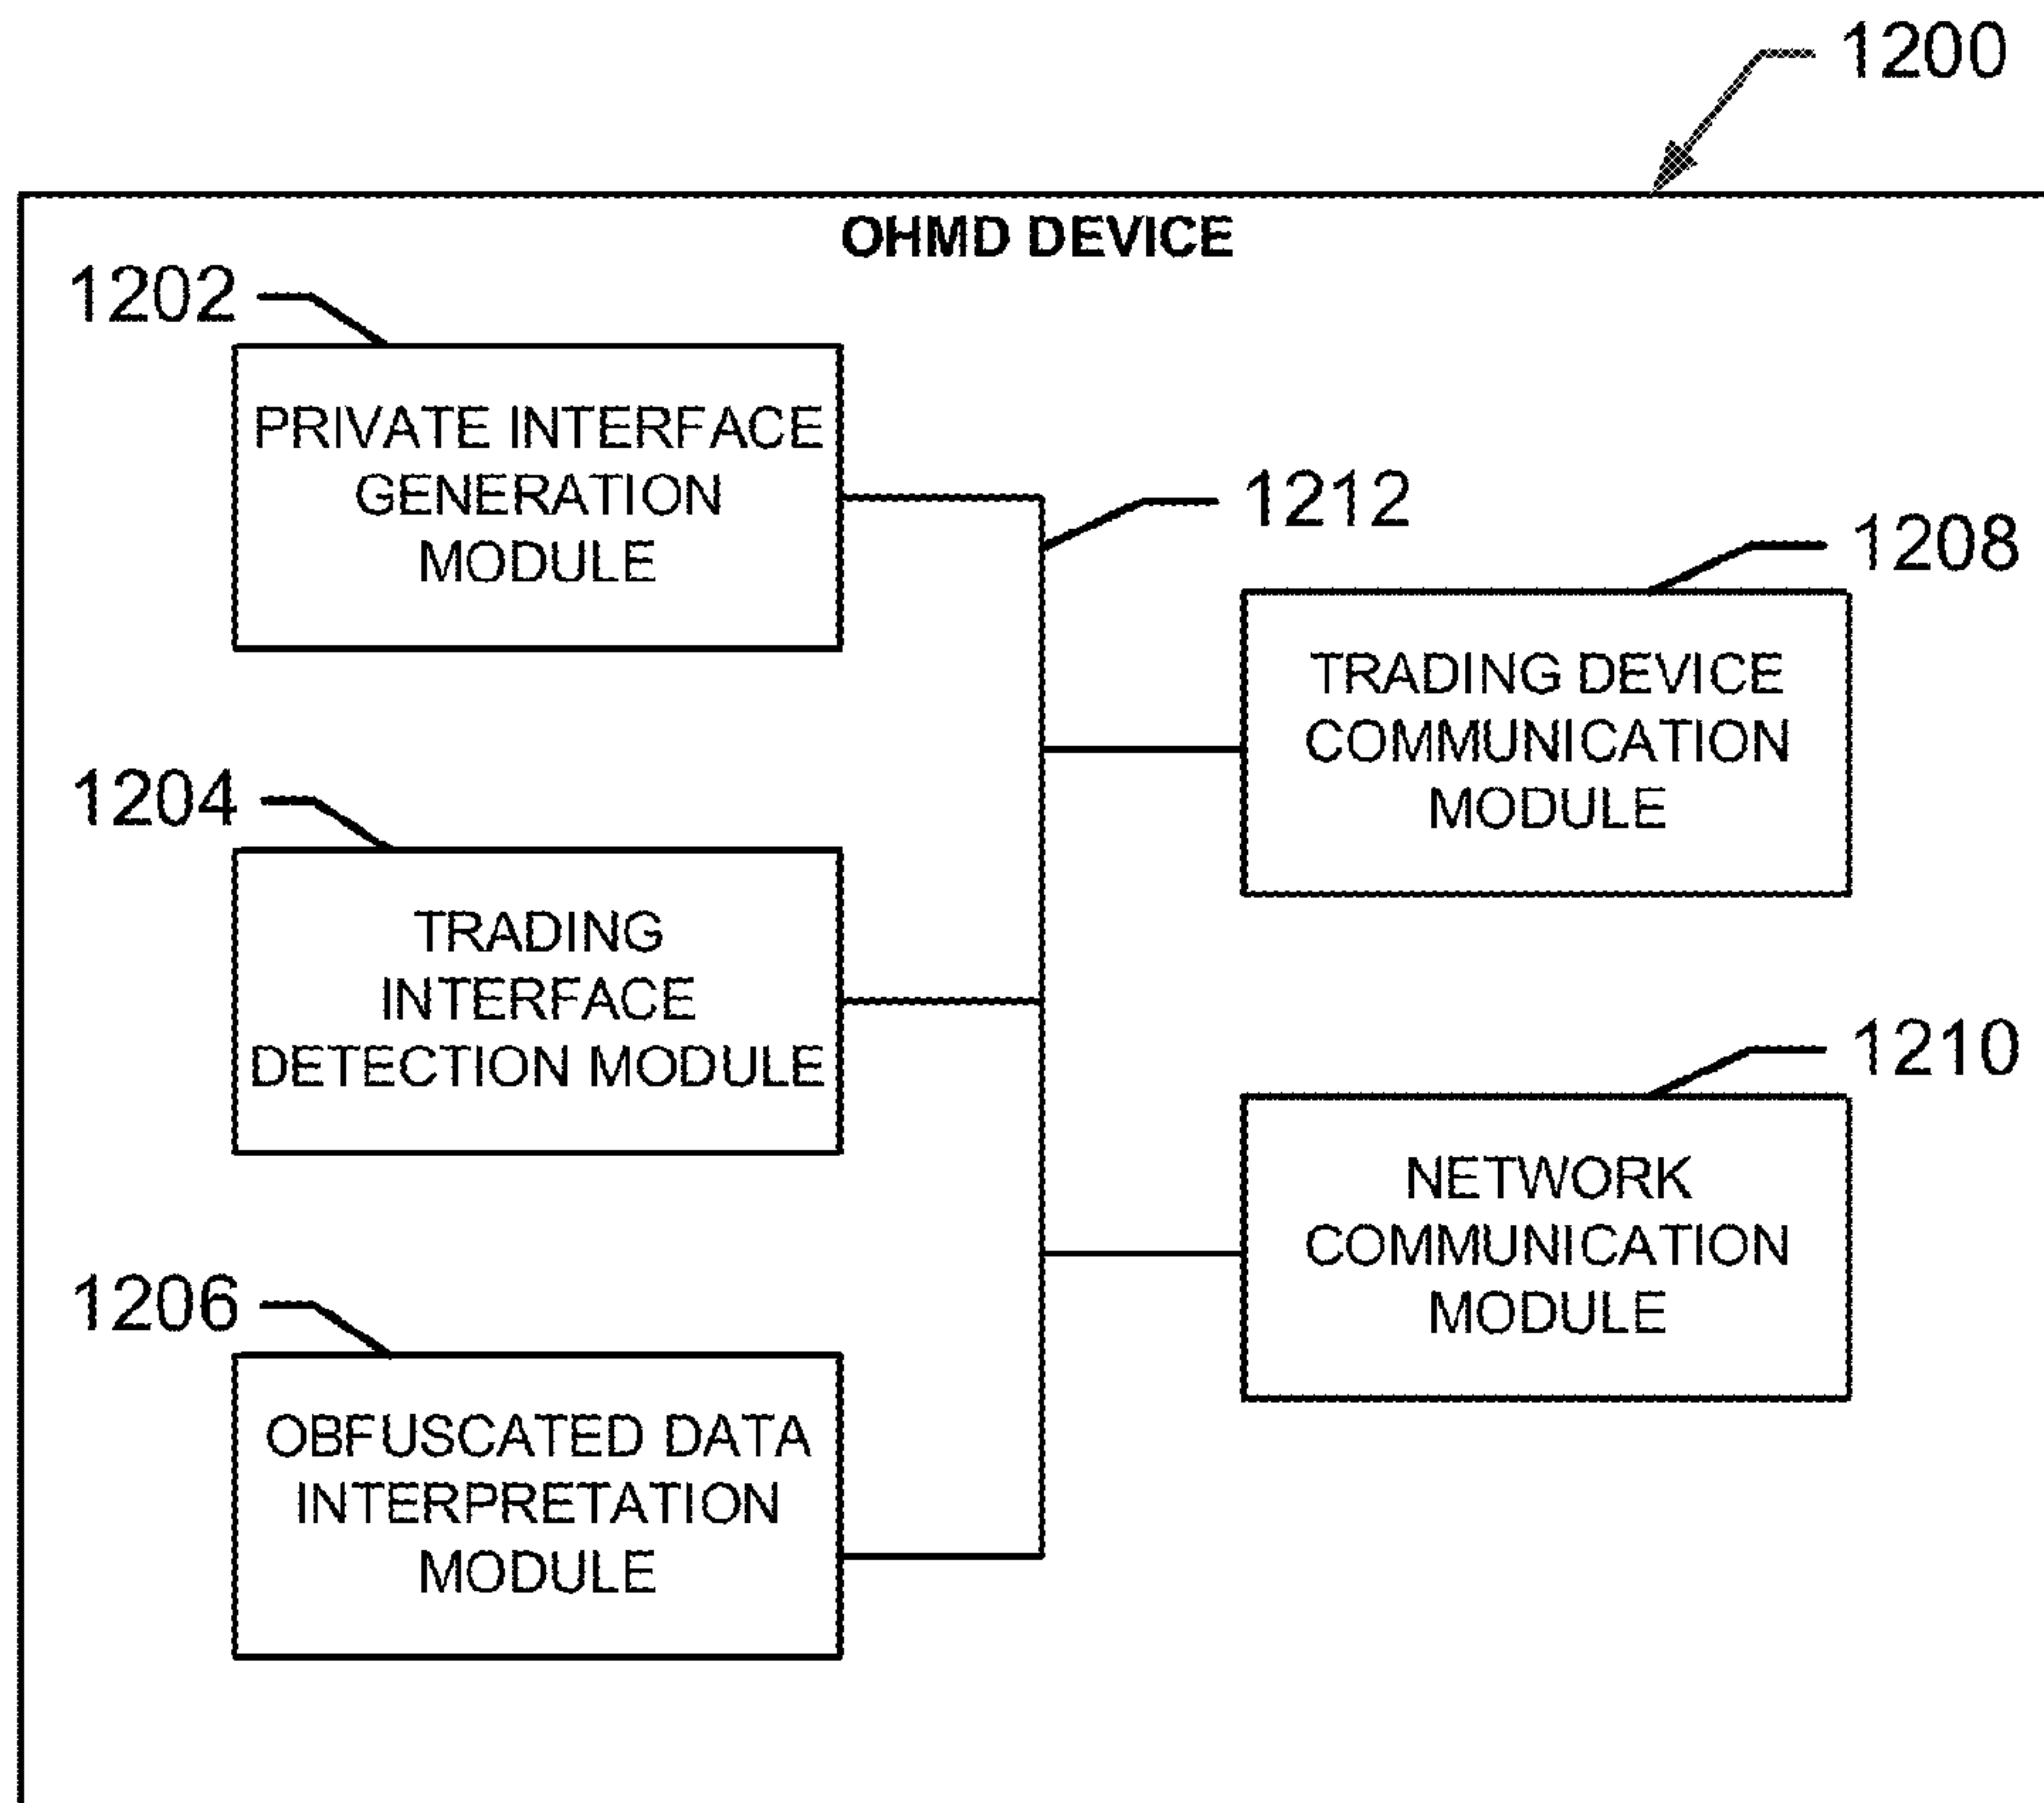 1200
OHMD DEVICE
1202
PRIVATE INTERFACE
GENERATION
MODULE
1212
1208
TRADING DEVICE
COMMUNICATION
MODULE
1204
TRADING
INTERFACE
DETECTION MODULE
1210
NETWORK
COMMUNICATION
MODULE
1206
OBFUSCATED DATA
INTERPRETATION
MODULE